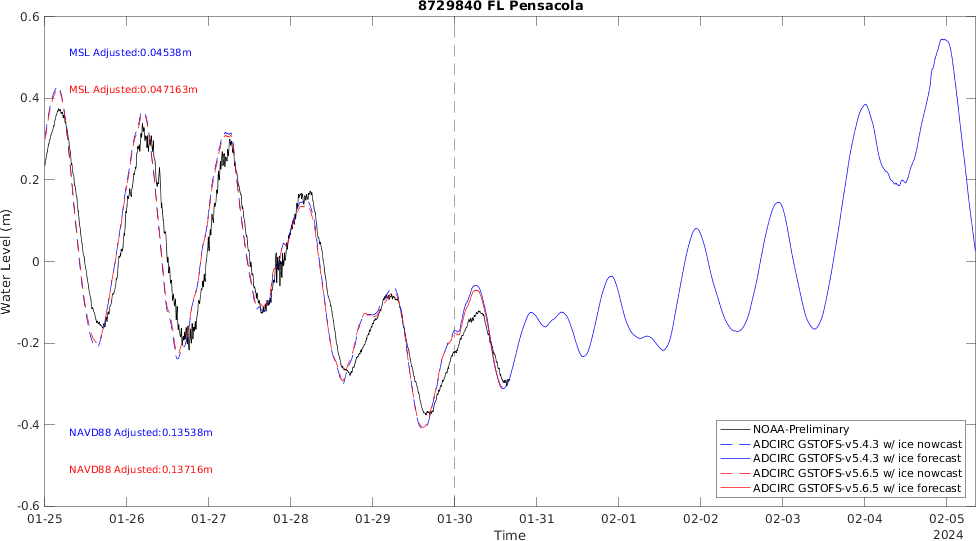 8729840 FL Pensacola
0.6
MSL Adjusted:0.04538m
MSL Adjusted:0.047163m
0.4
0.2
0
-0.2
-0.4
-0.6
Water Level (m)
NAVD88 Adjusted:0.13538m
NAVD88 Adjusted:0.13716m
NOAA-Preliminary
ADCIRC GSTOFS-v5.4.3 w/ ice nowcast
ADCIRC GSTOFS-v5.4.3 w/ ice forecast
ADCIRC GSTOFS-v5.6.5 w/ ice nowcast
ADCIRC GSTOFS-v5.6.5 w/ ice forecast
01-25 01-26 01-27 01-28 01-29 01-30 01-31 02-01 02-02 02-03 02-04 02-05
2024
Time